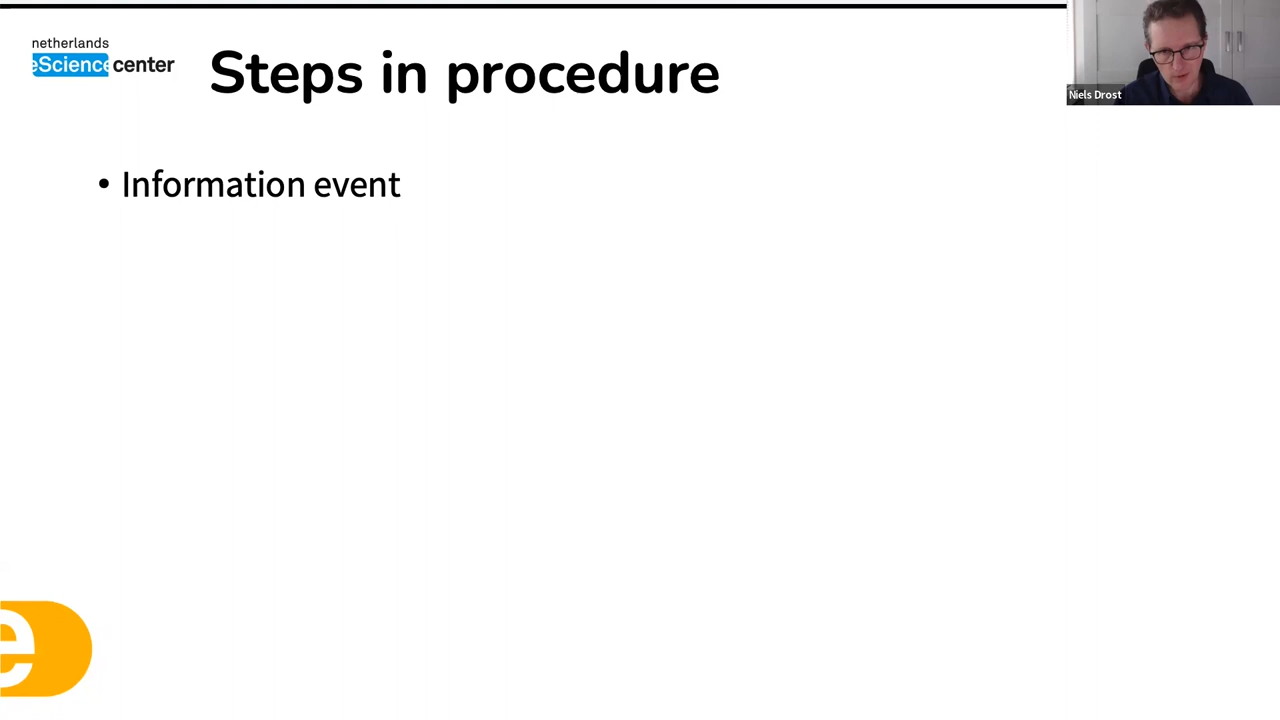 netherlands
eScience center
Steps in procedure
Niels Drost
• Information event
e